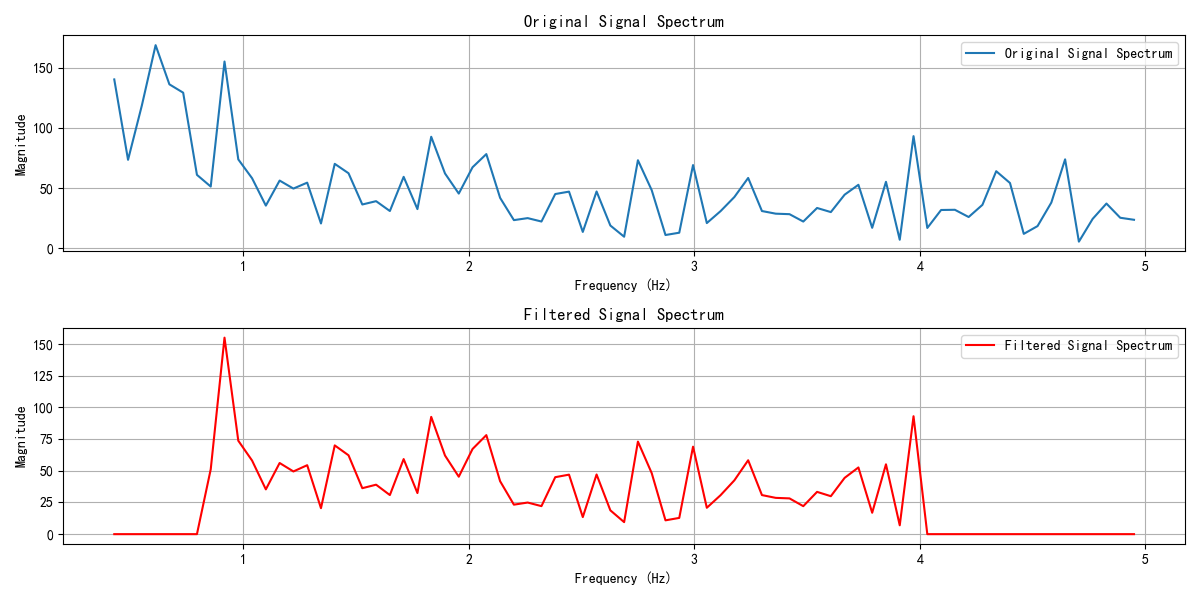 Original Signal Spectrum
Original Signal Spectrum
Magnitude
150
100
50
0
1
2
3
4
5
Frequency (Hz)
Filtered Signal Spectrum
Filtered Signal Spectrum
Magnitude
150
125
100
75
50
25
0
1
2
3
4
5
Frequency (Hz)